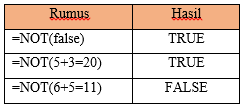 Rumus Hasil
=NOT(false) TRUE
=NOT(5+3=20) TRUE
=NOT(6+5=11) FALSE